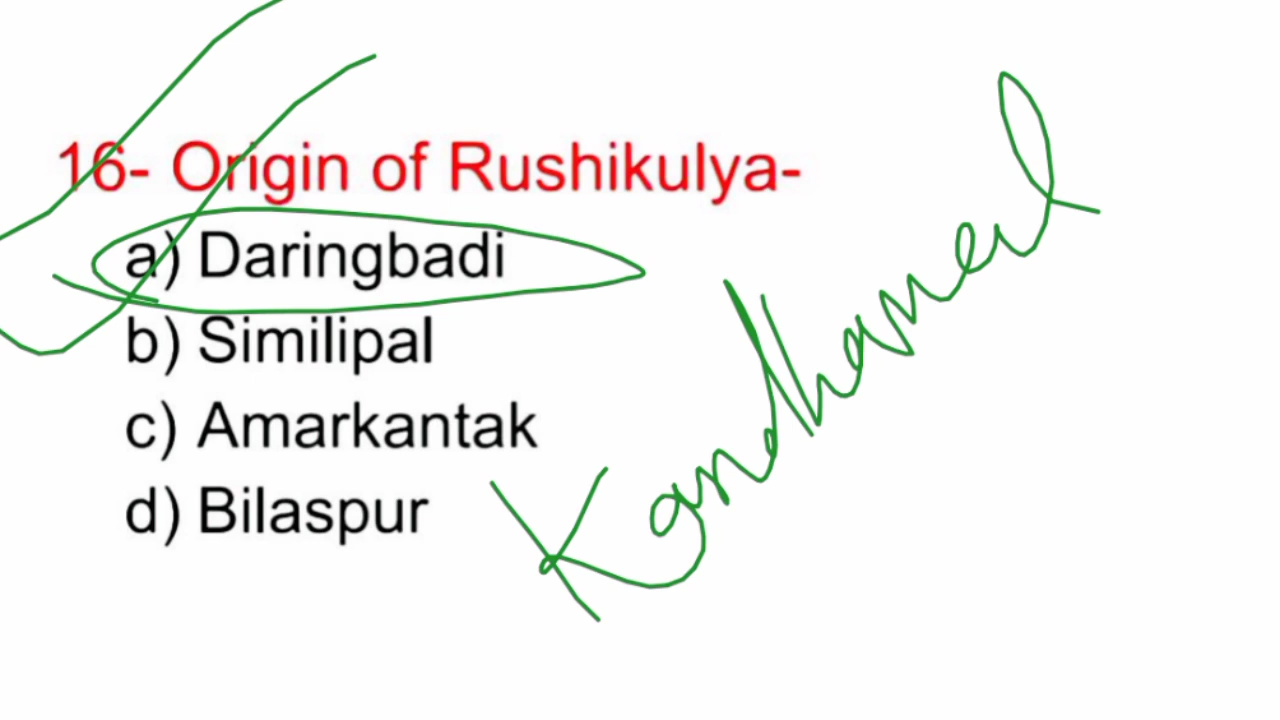 16- Origin of Rushikulya-
a) Daringbadi
b) Similipal
c) Amarkantak
d) Bilaspur
Kandhamal